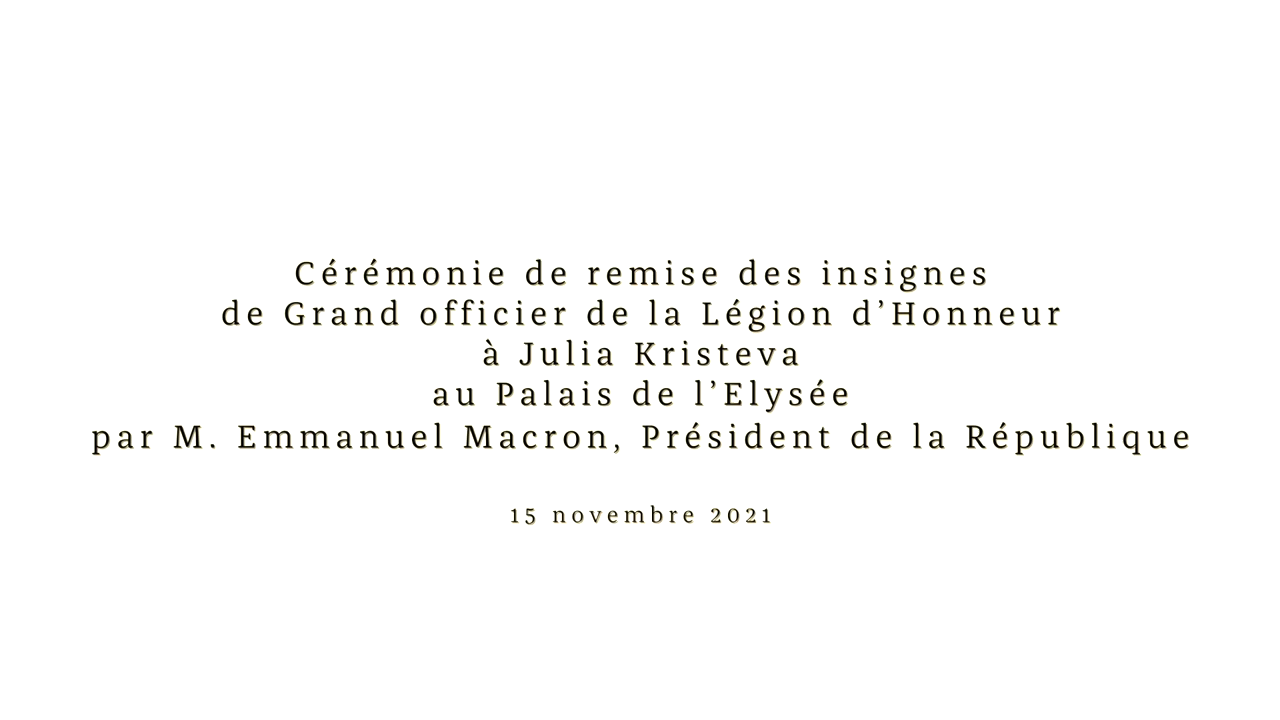 Cérémonie de remise des insignes
de Grand officier de la Légion d’Honneur
à Julia Kristeva
au Palais de l’Elysée
par M. Emmanuel Macron, Président de la République
15 novembre 2021